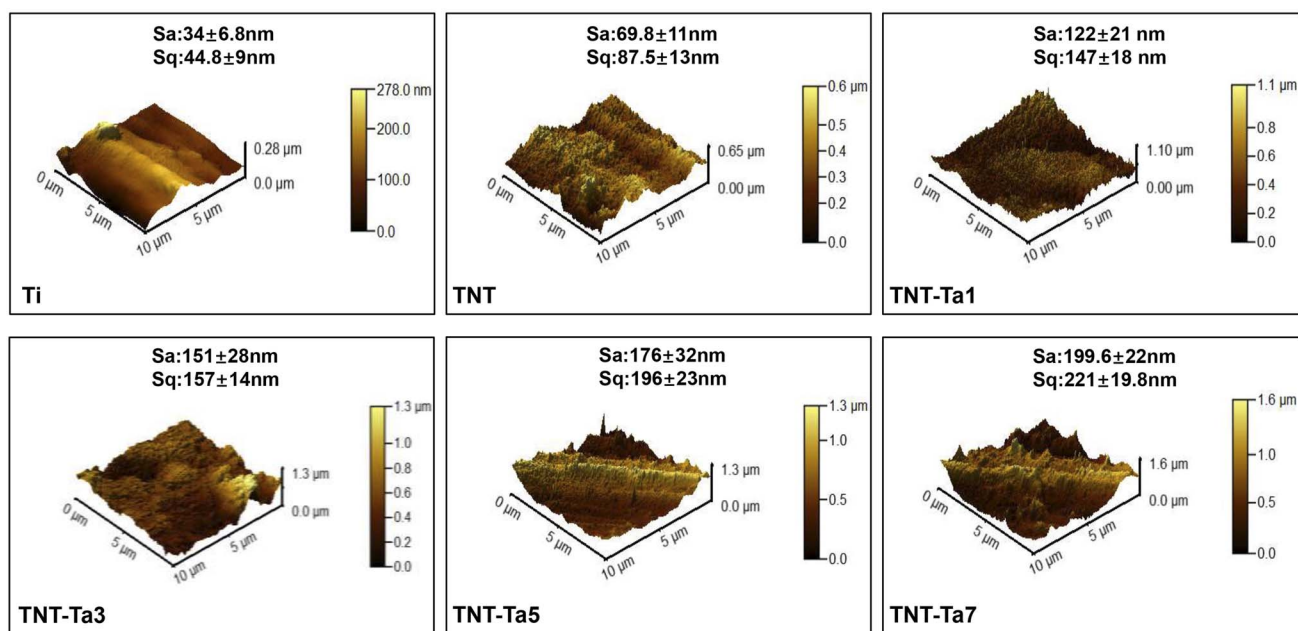 Sa:34±6.8nm
Sq:44.8±9nm
278.0 nm
200.0
100.0
0.0
0.28 µm
0.0 µm
0 µm
5 µm
10 µm
5 µm
Ti
Sa:69.8±11nm
Sq:87.5±13nm
0.6 µm
0.5
0.4
0.3
0.2
0.0
0.65 µm
0.00 µm
0 µm
5 µm
10 µm
5 µm
TNT
Sa:122±21 nm
Sq:147±18 nm
1.1 µm
0.8
0.6
0.4
0.2
0.0
1.10 µm
0.00 µm
0 µm
5 µm
10 µm
5 µm
TNT-Ta1
Sa:151±28nm
Sq:157±14nm
1.3 µm
1.0
0.8
0.6
0.4
0.2
0.0
1.3 µm
0.0 µm
0 µm
5 µm
10 µm
5 µm
TNT-Ta3
Sa:176±32nm
Sq:196±23nm
1.3 µm
1.0
0.5
0.0
1.3 µm
0.0 µm
0 µm
5 µm
10 µm
5 µm
TNT-Ta5
Sa:199.6±22nm
Sq:221±19.8nm
1.6 µm
1.0
0.5
0.0
1.6 µm
0.0 µm
0 µm
5 µm
10 µm
5 µm
TNT-Ta7